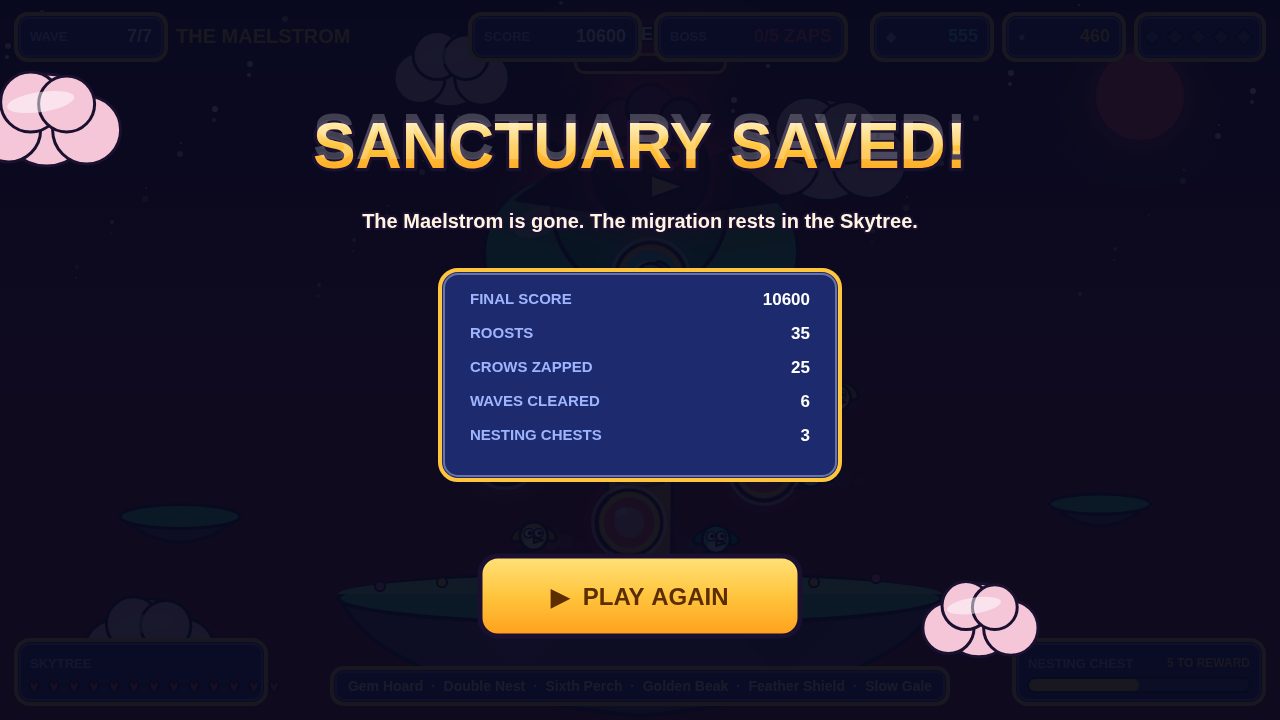 WAVE 7/7 THE MAELSTROM SCORE 10600 BOSS 0/5 ZAPS 555 460
SANCTUARY SAVED!
The Maelstrom is gone. The migration rests in the Skytree.
FINAL SCORE 10600
ROOSTS 35
CROWS ZAPPED 25
WAVES CLEARED 6
NESTING CHESTS 3
▶ PLAY AGAIN
SKYTREE
NESTING CHEST 5 TO REWARD
Gem Hoard · Double Nest · Sixth Perch · Golden Beak · Feather Shield · Slow Gale